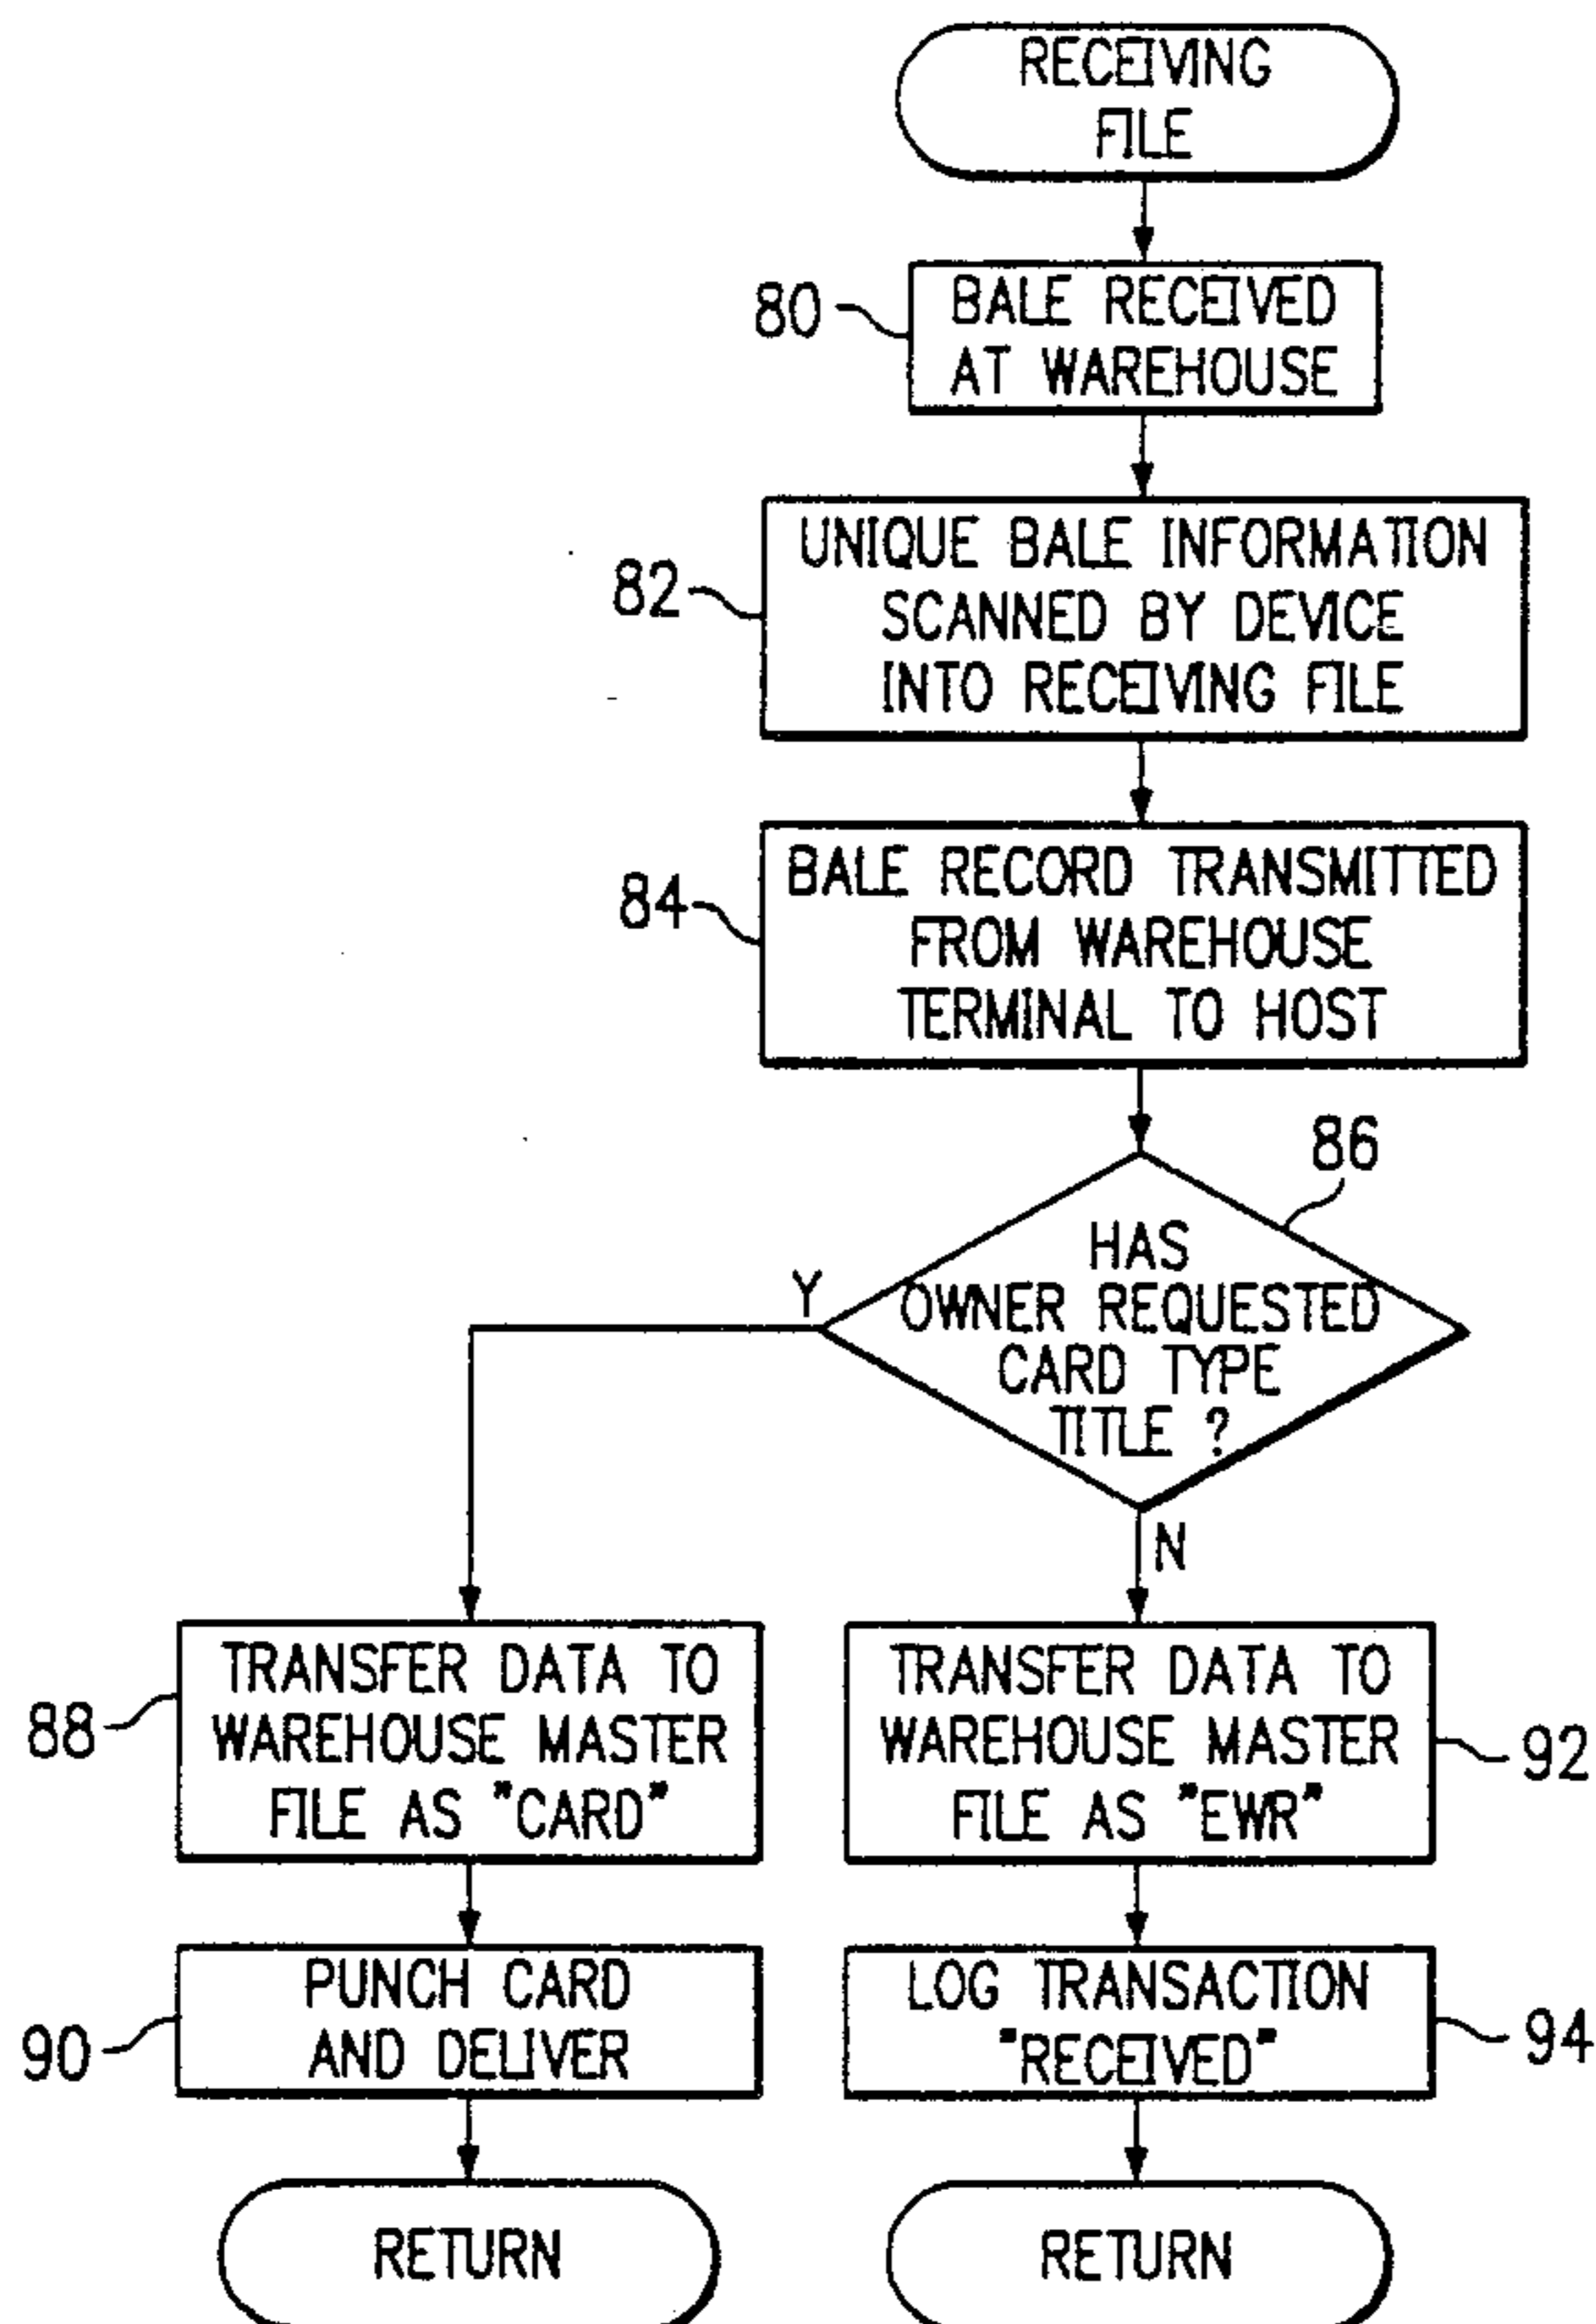 RECEIVING
FILE
80
BALE RECEIVED
AT WAREHOUSE
82
UNIQUE BALE INFORMATION
SCANNED BY DEVICE
INTO RECEIVING FILE
84
BALE RECORD TRANSMITTED
FROM WAREHOUSE
TERMINAL TO HOST
86
HAS
OWNER REQUESTED
CARD TYPE
TITLE ?
Y
N
88
TRANSFER DATA TO
WAREHOUSE MASTER
FILE AS "CARD"
TRANSFER DATA TO
WAREHOUSE MASTER
FILE AS "EWR"
92
90
PUNCH CARD
AND DELIVER
LOG TRANSACTION
"RECEIVED"
94
RETURN
RETURN